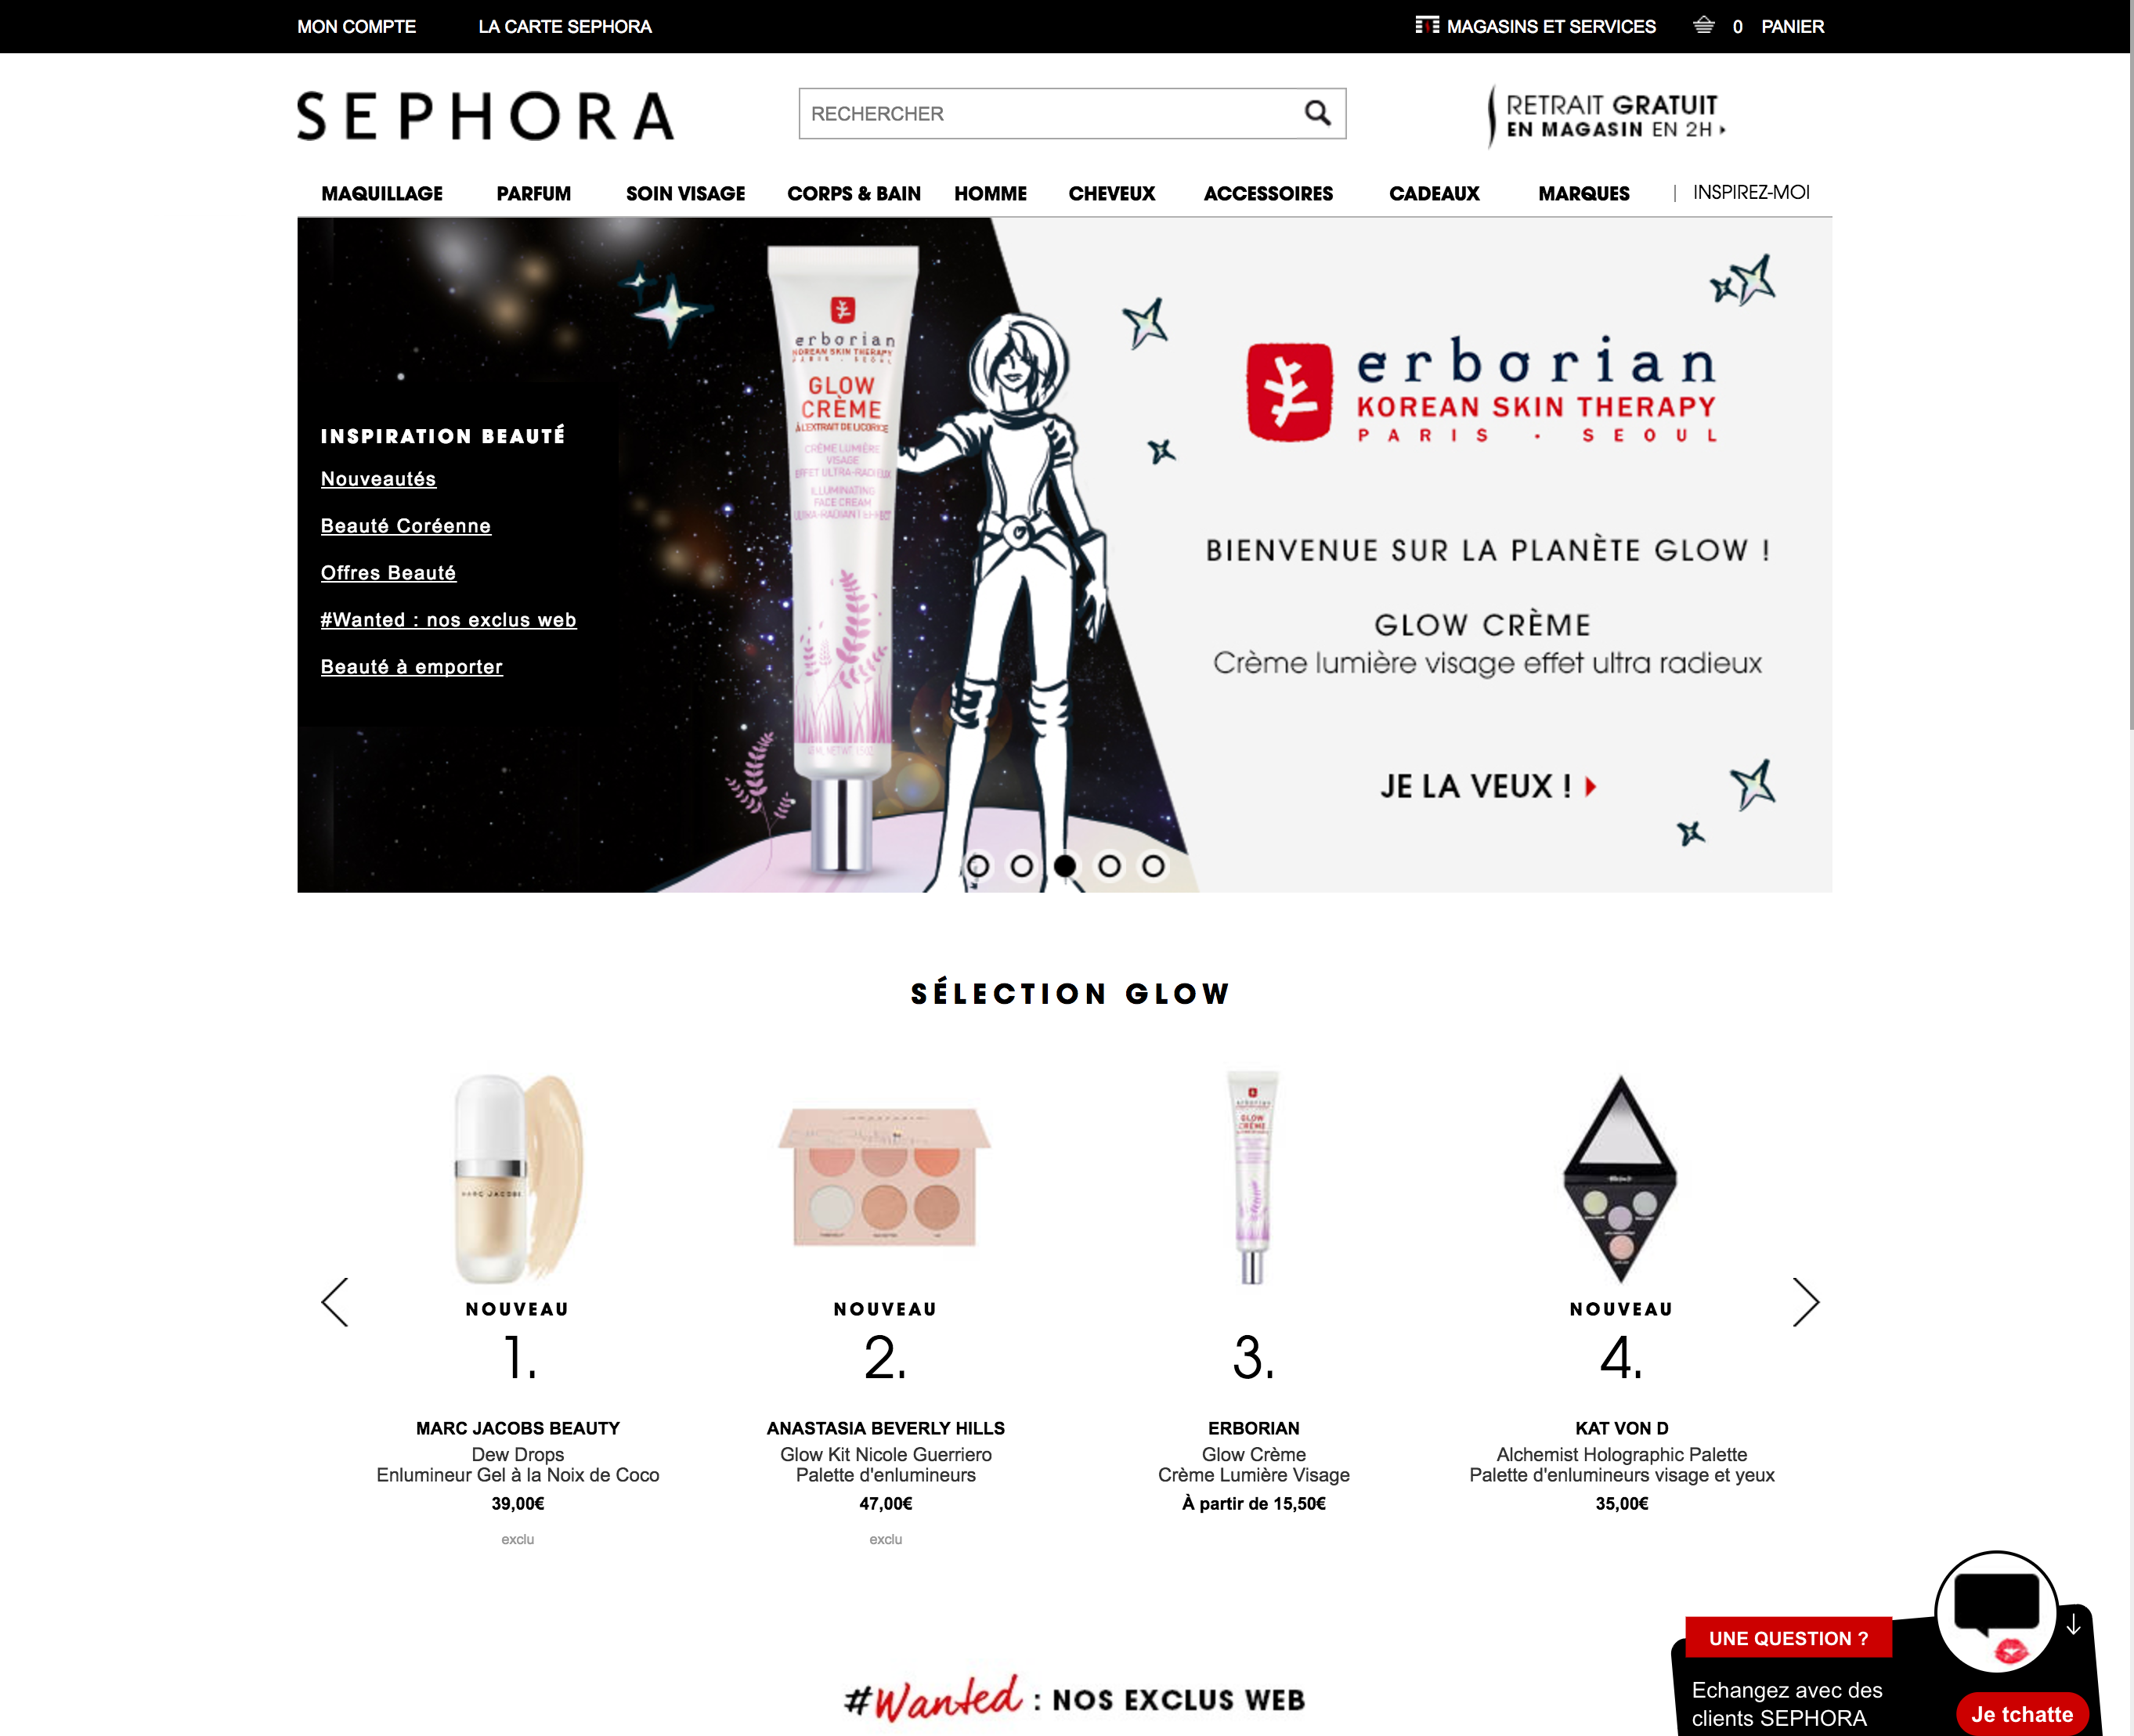 MON COMPTE
LA CARTE SEPHORA
MAGASINS ET SERVICES
0 PANIER
SEPHORA
RECHERCHER
RETRAIT GRATUIT
EN MAGASIN EN 2H
MAQUILLAGE
PARFUM
SOIN VISAGE
CORPS & BAIN
HOMME
CHEVEUX
ACCESSOIRES
CADEAUX
MARQUES
| INSPIREZ-MOI
INSPIRATION BEAUTÉ
Nouveautés
Beauté Coréenne
Offres Beauté
#Wanted : nos exclus web
Beauté à emporter
erborian
KOREAN SKIN THERAPY
PARIS - SEOUL
GLOW
CRÈME
À L'EXTRAIT DE LICORICE
CRÈME LUMIÈRE
VISAGE
EFFET ULTRA-RADIEUX
ILLUMINATING
FACE CREAM
ULTRA-RADIANT EFFECT
erborian
KOREAN SKIN THERAPY
PARIS · SEOUL
BIENVENUE SUR LA PLANÈTE GLOW !
GLOW CRÈME
Crème lumière visage effet ultra radieux
JE LA VEUX !
SÉLECTION GLOW
MARC JACOBS
erborian
GLOW
CRÈME
NOUVEAU
1.
MARC JACOBS BEAUTY
Dew Drops
Enlumineur Gel à la Noix de Coco
39,00€
exclu
NOUVEAU
2.
ANASTASIA BEVERLY HILLS
Glow Kit Nicole Guerriero
Palette d'enlumineurs
47,00€
exclu
3.
ERBORIAN
Glow Crème
Crème Lumière Visage
À partir de 15,50€
NOUVEAU
4.
KAT VON D
Alchemist Holographic Palette
Palette d'enlumineurs visage et yeux
35,00€
#Wanted : NOS EXCLUS WEB
UNE QUESTION ?
Echangez avec des
clients SEPHORA
Je tchatte